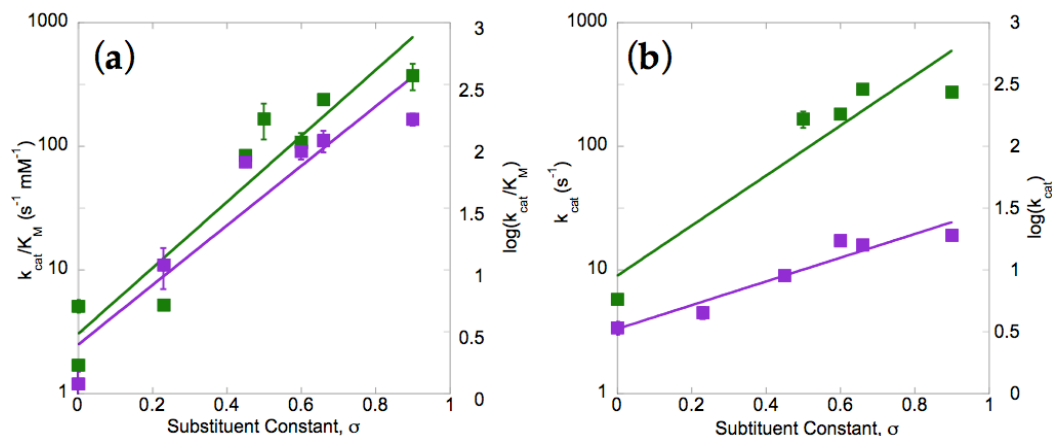 (a)
1000
100
10
1
k_cat/K_M (s⁻¹ mM⁻¹)
3
2.5
2
1.5
1
0.5
0
log(k_cat/K_M)
0 0.2 0.4 0.6 0.8 1
Substituent Constant, σ
(b)
1000
100
10
1
k_cat (s⁻¹)
3
2.5
2
1.5
1
0.5
0
log(k_cat)
0 0.2 0.4 0.6 0.8 1
Substituent Constant, σ